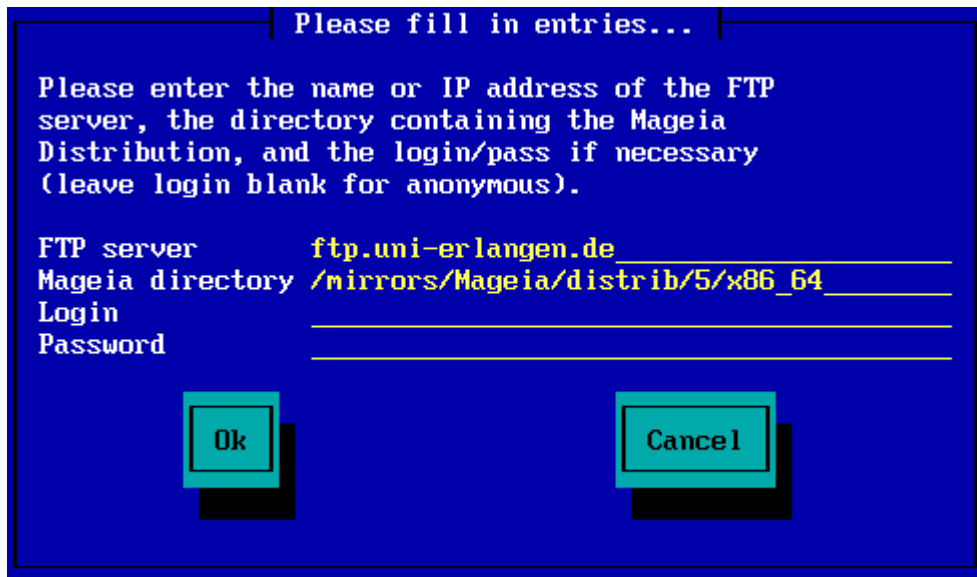 Please fill in entries...
Please enter the name or IP address of the FTP
server, the directory containing the Mageia
Distribution, and the login/pass if necessary
(leave login blank for anonymous).
FTP server ftp.uni-erlangen.de
Mageia directory /mirrors/Mageia/distrib/5/x86_64
Login
Password
Ok Cancel